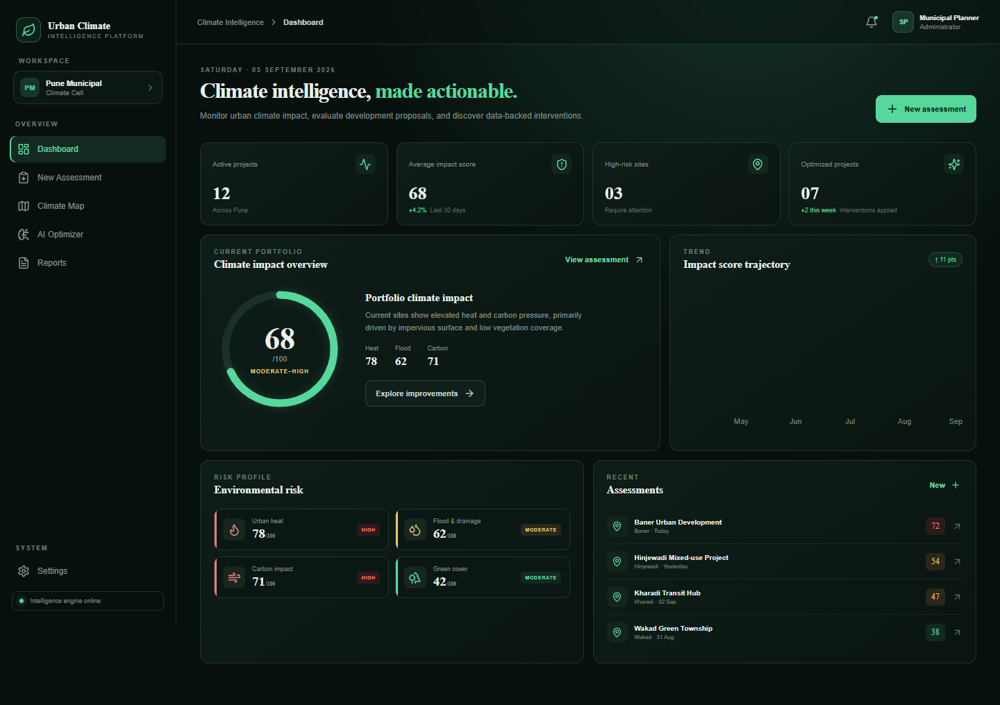 Urban Climate
INTELLIGENCE PLATFORM
WORKSPACE
PM
Pune Municipal
Climate Cell
OVERVIEW
Dashboard
New Assessment
Climate Map
AI Optimizer
Reports
SYSTEM
Settings
Intelligence engine online
Climate Intelligence > Dashboard
SP
Municipal Planner
Administrator
SATURDAY · 05 SEPTEMBER 2026
Climate intelligence, made actionable.
Monitor urban climate impact, evaluate development proposals, and discover data-backed interventions.
New assessment
Active projects
12
Across Pune
Average impact score
68
+4.2% Last 30 days
High-risk sites
03
Require attention
Optimized projects
07
+2 this week Interventions applied
CURRENT PORTFOLIO
Climate impact overview
View assessment
68
/100
MODERATE–HIGH
Portfolio climate impact
Current sites show elevated heat and carbon pressure, primarily
driven by impervious surface and low vegetation coverage.
Heat Flood Carbon
78 62 71
Explore improvements
TREND
Impact score trajectory
↑ 11 pts
May Jun Jul Aug Sep
RISK PROFILE
Environmental risk
Urban heat
78/100
HIGH
Flood & drainage
62/100
MODERATE
Carbon impact
71/100
HIGH
Green cover
42/100
MODERATE
RECENT
Assessments
New
Baner Urban Development
Baner · Today
72
Hinjewadi Mixed-use Project
Hinjewadi · Yesterday
54
Kharadi Transit Hub
Kharadi · 02 Sep
47
Wakad Green Township
Wakad · 31 Aug
38